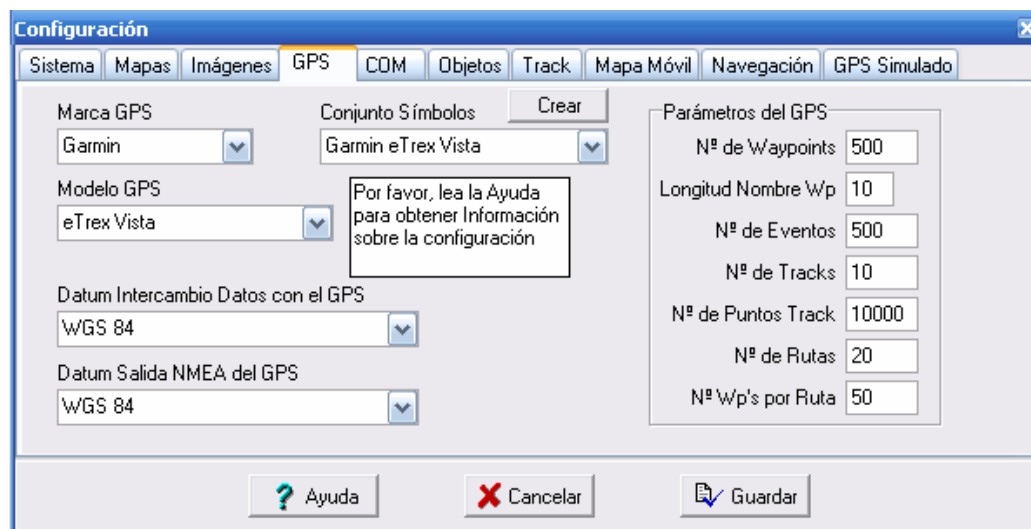 Configuración
Sistema Mapas Imágenes GPS COM Objetos Track Mapa Móvil Navegación GPS Simulado
Marca GPS
Garmin
Modelo GPS
eTrex Vista
Conjunto Símbolos
Crear
Garmin eTrex Vista
Por favor, lea la Ayuda
para obtener Información
sobre la configuración
Datum Intercambio Datos con el GPS
WGS 84
Datum Salida NMEA del GPS
WGS 84
Parámetros del GPS
Nº de Waypoints 500
Longitud Nombre Wp 10
Nº de Eventos 500
Nº de Tracks 10
Nº de Puntos Track 10000
Nº de Rutas 20
Nº Wp's por Ruta 50
Ayuda Cancelar Guardar